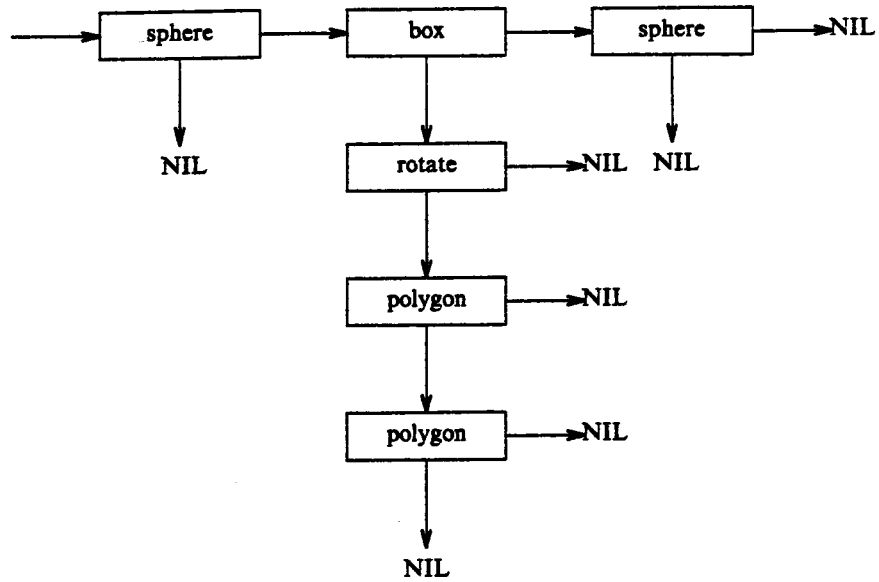 sphere box sphere NIL
NIL rotate NIL NIL
polygon NIL
polygon NIL
NIL